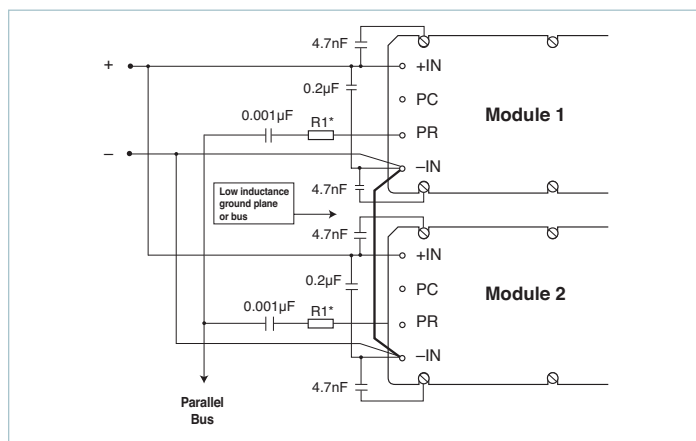 4.7nF
+
+IN
0.2µF
PC
Module 1
0.001µF
R1*
PR
–
–IN
4.7nF
Low inductance
ground plane
or bus
4.7nF
+IN
0.2µF
PC
Module 2
0.001µF
R1*
PR
–IN
4.7nF
Parallel
Bus